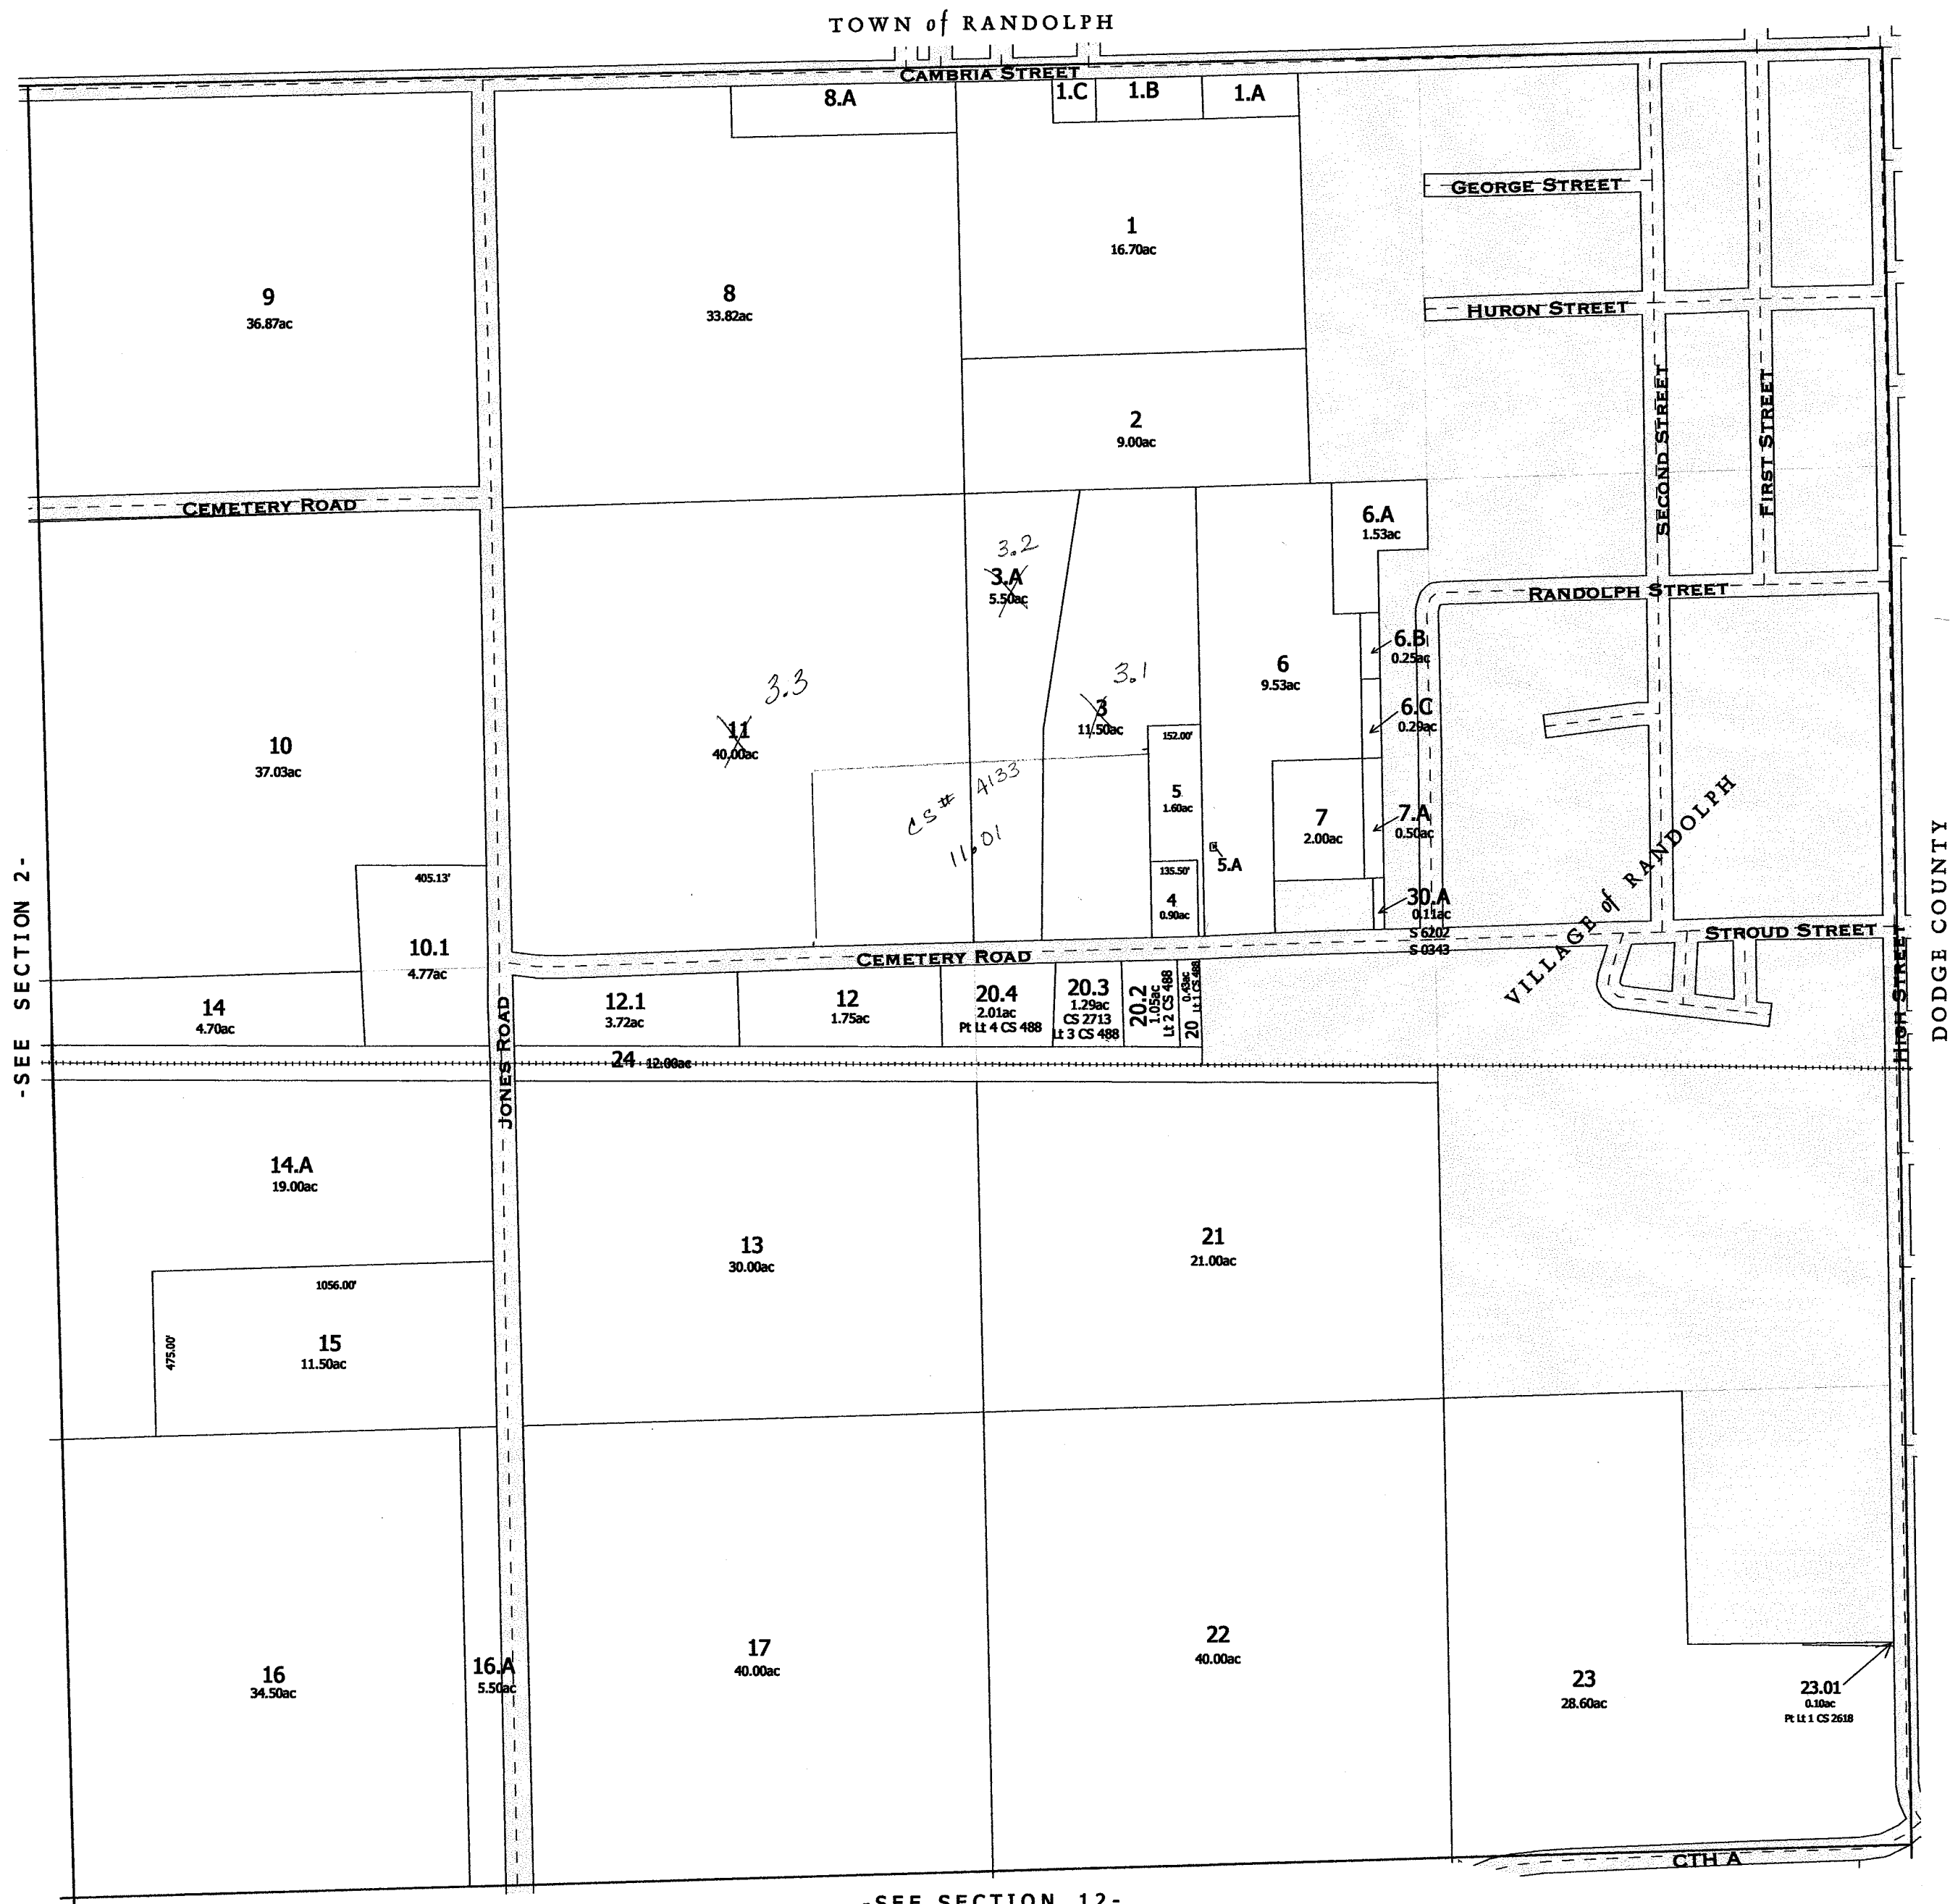 TOWN of RANDOLPH
CAMBRIA STREET
8.A
1.C
1.B
1.A
GEORGE STREET
1
16.70ac
9
36.87ac
8
33.82ac
HURON STREET
2
9.00ac
SECOND STREET
FIRST STREET
CEMETERY ROAD
6.A
1.53ac
3.2
3.A
5.50ac
RANDOLPH STREET
6.B
0.25ac
6
9.53ac
3.3
3.1
3
11.50ac
6.C
0.29ac
11
40.00ac
10
37.03ac
152.00'
CS# 4133
11.01
5
1.60ac
7
2.00ac
7.A
0.50ac
5.A
VILLAGE of RANDOLPH
DODGE COUNTY
-SEE SECTION 2-
405.13'
135.50'
4
0.90ac
30.A
0.11ac
S 6202
S 0343
STROUD STREET
HIGH STREET
10.1
4.77ac
CEMETERY ROAD
14
4.70ac
12.1
3.72ac
12
1.75ac
20.4
2.01ac
Pt Lt 4 CS 488
20.3
1.29ac
CS 2713
Lt 3 CS 488
20.2
1.05ac
Lt 2 CS 488
20
0.43ac
Lt 1 CS 488
JONES ROAD
24 12.00ac
14.A
19.00ac
13
30.00ac
21
21.00ac
1056.00'
475.00'
15
11.50ac
16
34.50ac
16.A
5.50ac
17
40.00ac
22
40.00ac
23
28.60ac
23.01
0.10ac
Pt Lt 1 CS 2618
CTH A
-SEE SECTION 12-